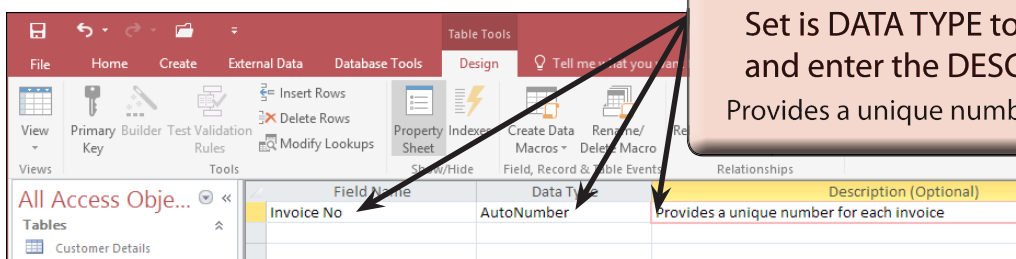 Set is DATA TYPE to
and enter the DESC
Provides a unique numb
Table Tools
File Home Create External Data Database Tools Design Tell me what you want
View Primary Key Builder Test Validation Rules
Insert Rows
Delete Rows
Modify Lookups
Property Sheet Indexes Create Data Macros Rename/ Delete Macro
Views Tools Show/Hide Field, Record & Table Events Relationships
All Access Obje...
Tables
Customer Details
Field Name Data Type Description (Optional)
Invoice No AutoNumber Provides a unique number for each invoice